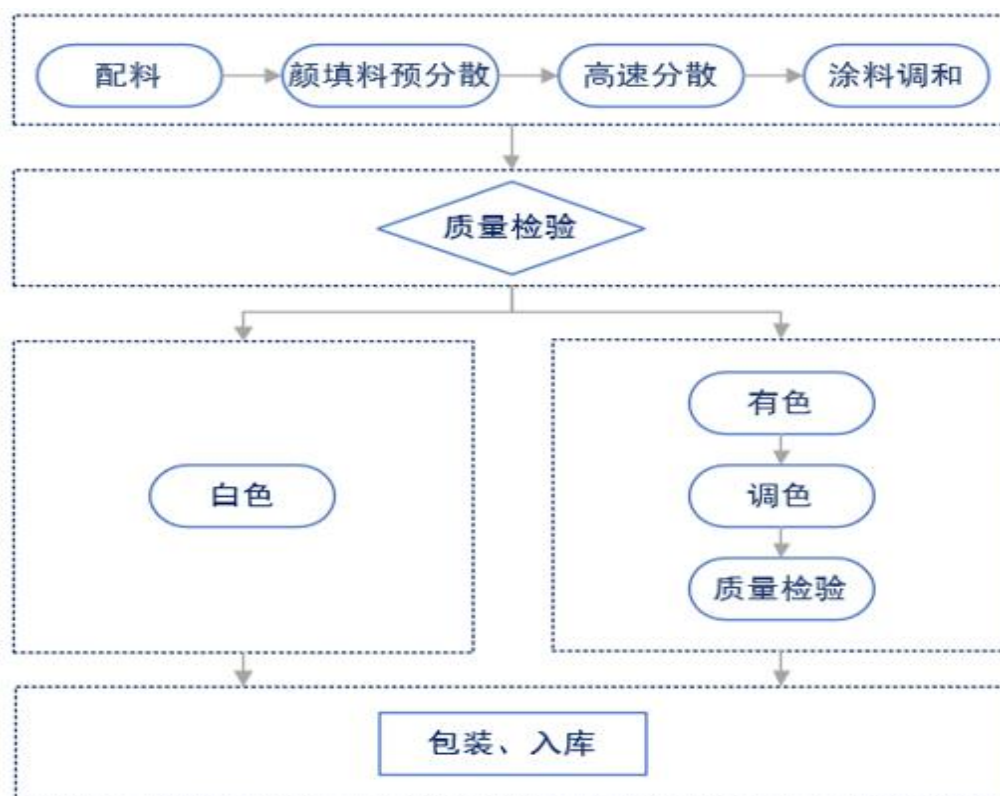 配料
颜填料预分散
高速分散
涂料调和
质量检验
白色
有色
调色
质量检验
包装、入库